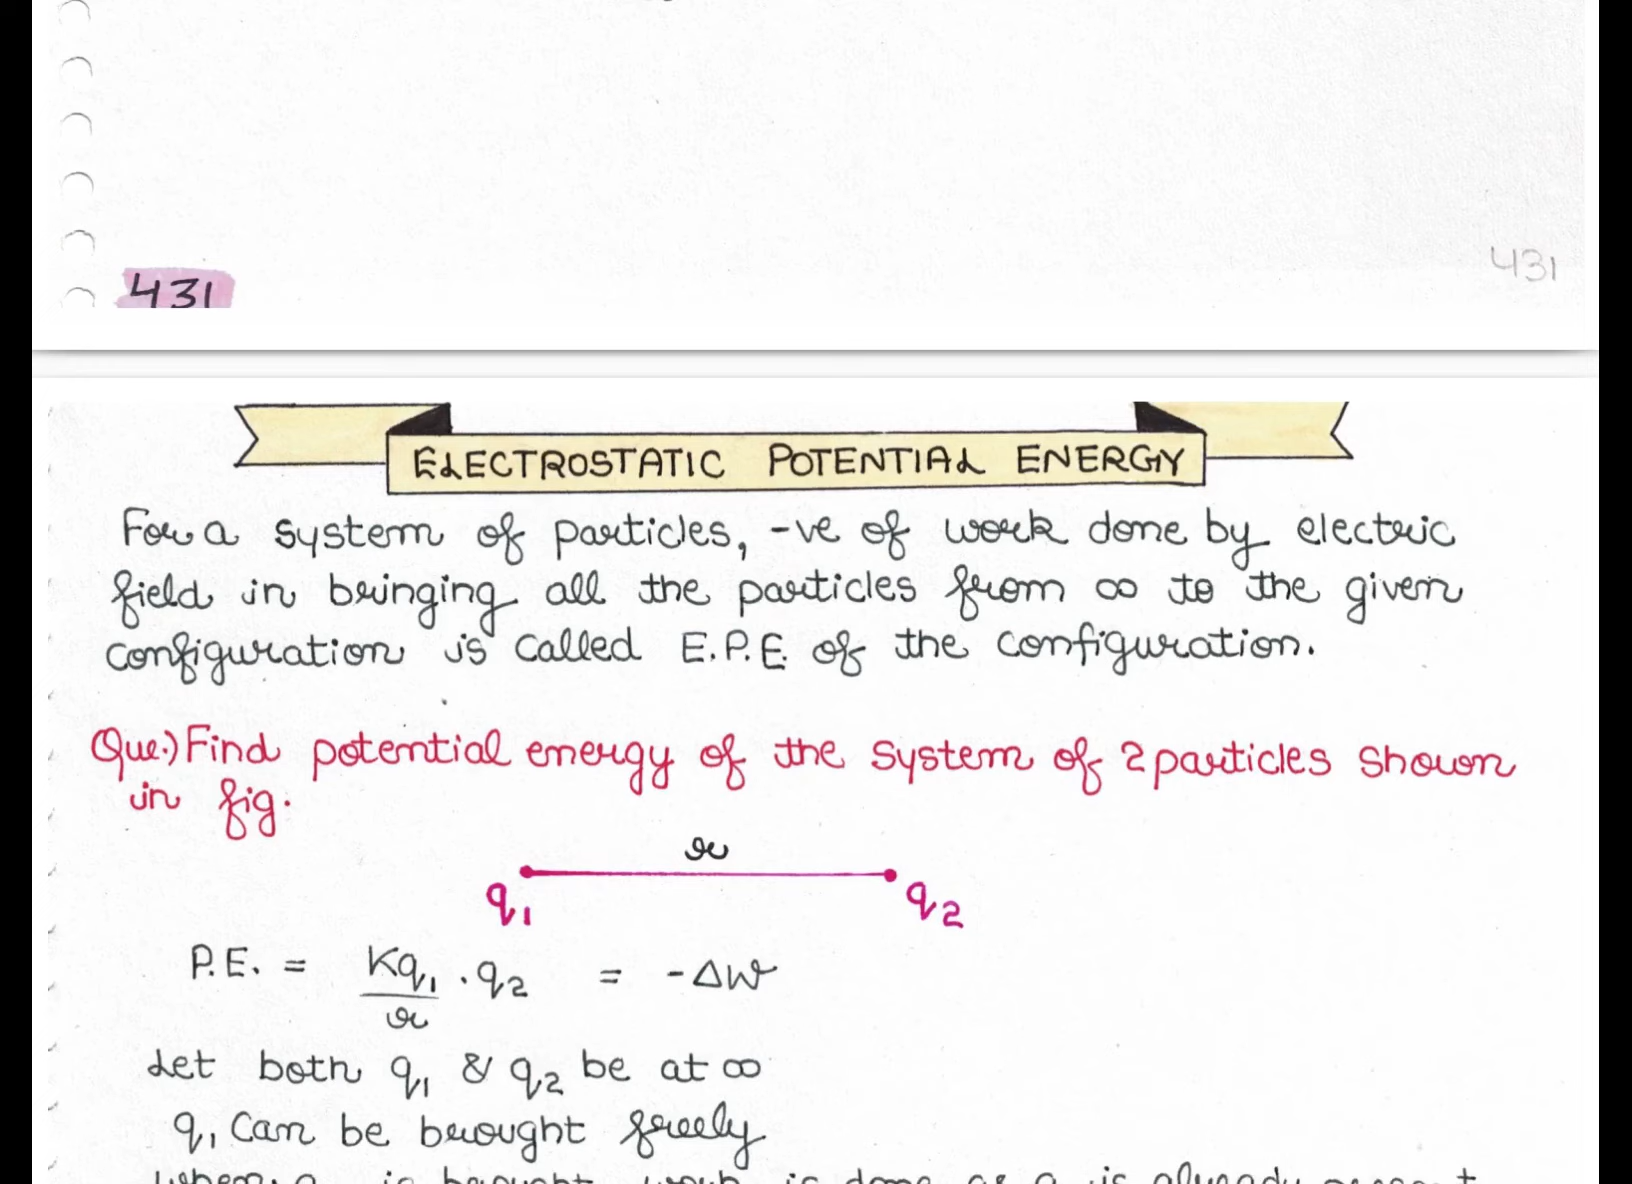 431
431
ELECTROSTATIC POTENTIAL ENERGY
For a system of particles, -ve of work done by electric
field in bringing all the particles from ∞ to the given
configuration is called E.P.E. of the configuration.
Que:) Find potential energy of the system of 2 particles shown
in fig.
r
q₁ q₂
P.E. = Kq₁/r · q₂ = -ΔW
Let both q₁ & q₂ be at ∞
q₁ can be brought freely